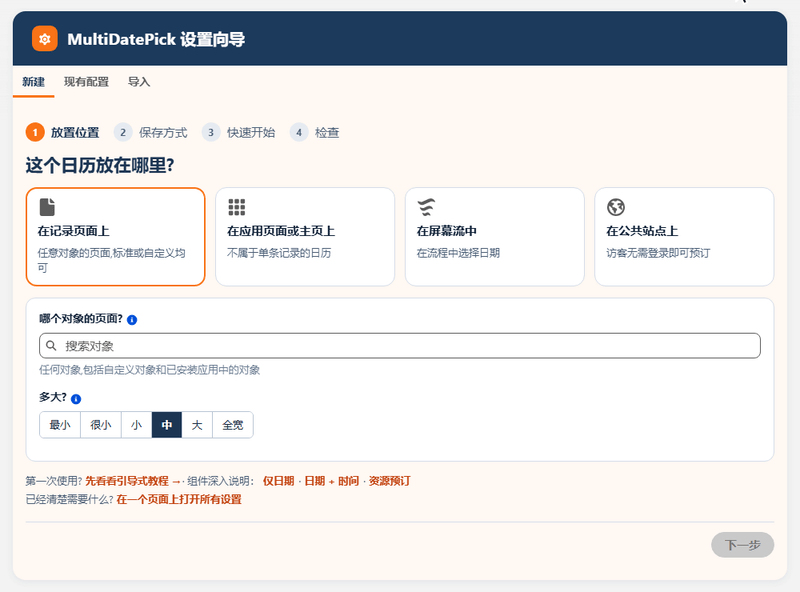 MultiDatePick 设置向导
新建 现有配置 导入
1 放置位置 2 保存方式 3 快速开始 4 检查
这个日历放在哪里?
在记录页面上
任意对象的页面,标准或自定义均可
在应用页面或主页上
不属于单条记录的日历
在屏幕流中
在流程中选择日期
在公共站点上
访客无需登录即可预订
哪个对象的页面?
搜索对象
任何对象,包括自定义对象和已安装应用中的对象
多大?
最小 很小 小 中 大 全宽
第一次使用? 先看看引导式教程 → · 组件深入说明: 仅日期 · 日期 + 时间 · 资源预订
已经清楚需要什么? 在一个页面上打开所有设置
下一步